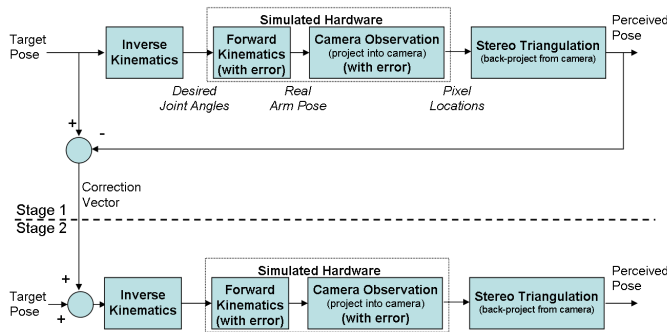 Simulated Hardware
Target
Pose
Inverse
Kinematics
Forward
Kinematics
(with error)
Camera Observation
(project into camera)
(with error)
Stereo Triangulation
(back-project from camera)
Perceived
Pose
Desired
Joint Angles
Real
Arm Pose
Pixel
Locations
+
-
Correction
Vector
Stage 1
Stage 2
Simulated Hardware
+
Target
Pose
+
Inverse
Kinematics
Forward
Kinematics
(with error)
Camera Observation
(project into camera)
(with error)
Stereo Triangulation
(back-project from camera)
Perceived
Pose